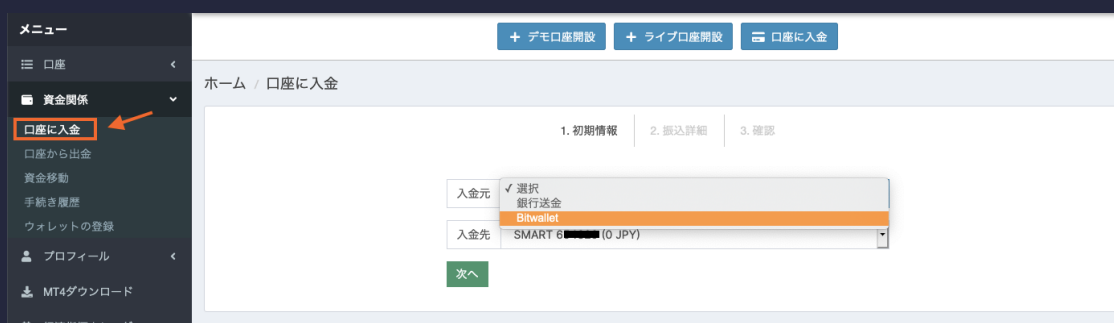 メニュー
+ デモ口座開設
+ ライブ口座開設
口座に入金
口座
ホーム / 口座に入金
資金関係
口座に入金
口座から出金
資金移動
手続き履歴
ウォレットの登録
プロフィール
MT4ダウンロード
1. 初期情報
2. 振込詳細
3. 確認
入金元
✓ 選択
銀行送金
Bitwallet
入金先
SMART 6 (0 JPY)
次へ